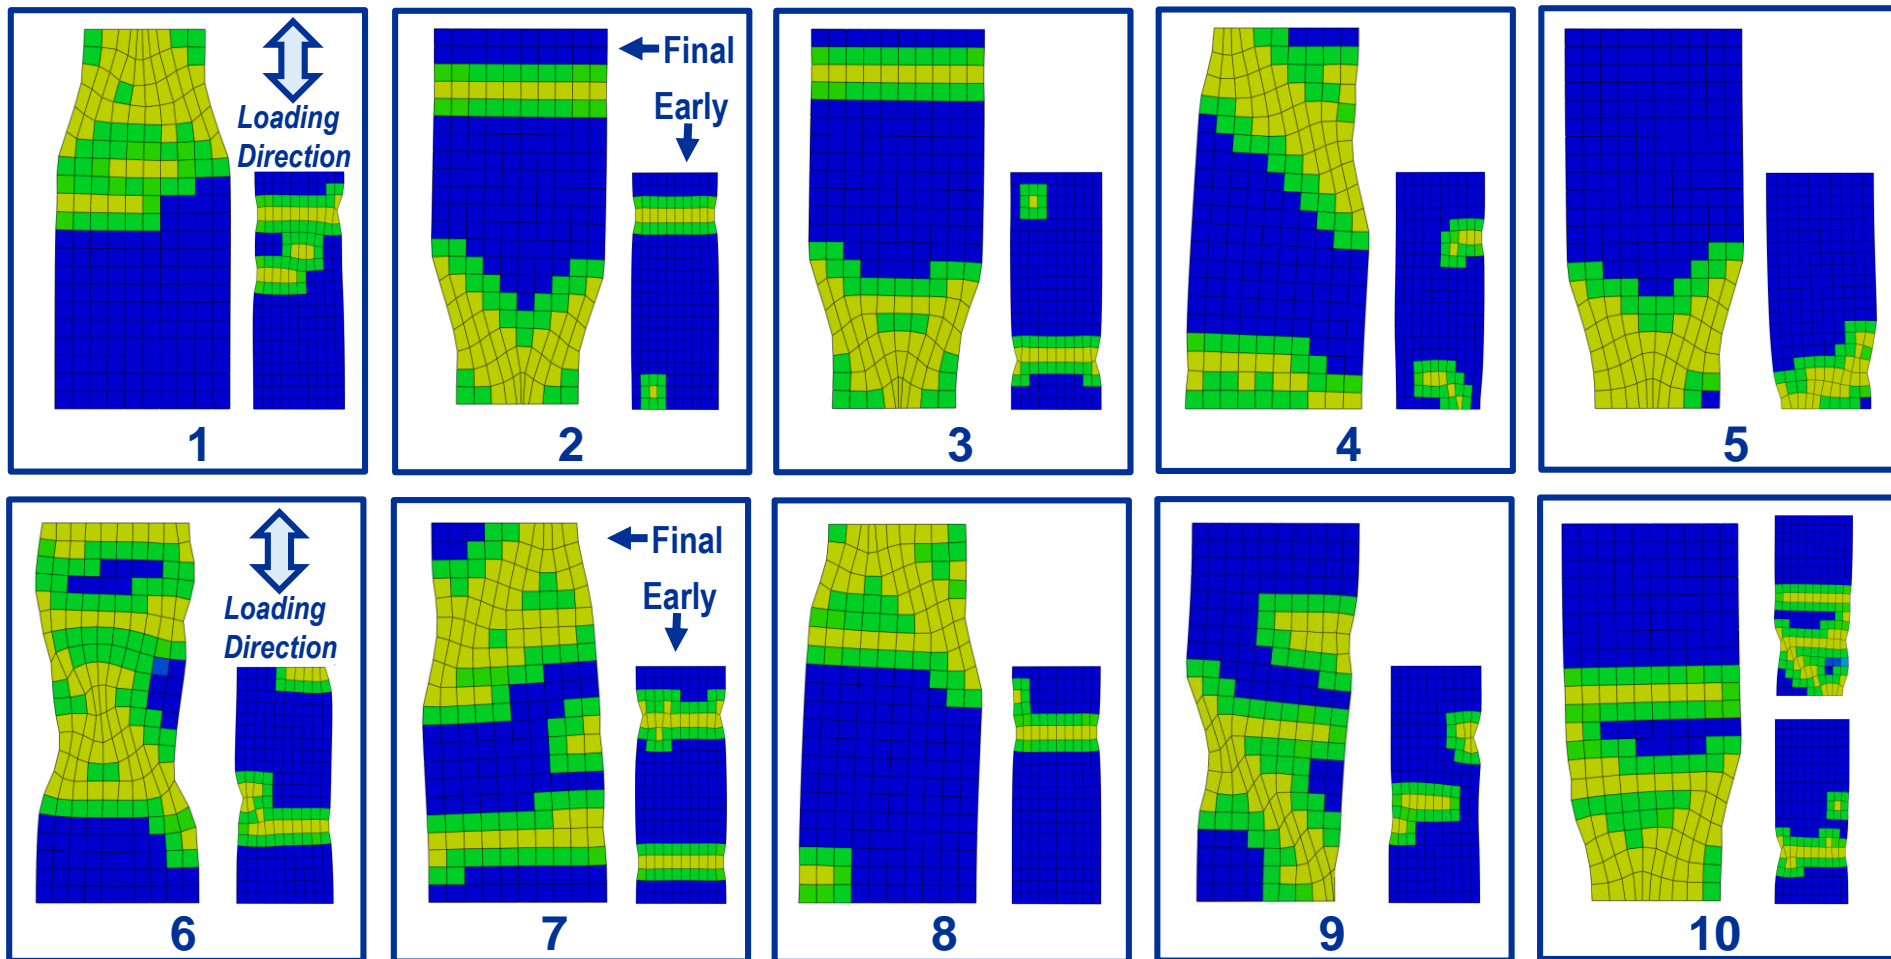 Loading
Direction
1
Final
Early
2
3
4
5
Loading
Direction
6
Final
Early
7
8
9
10